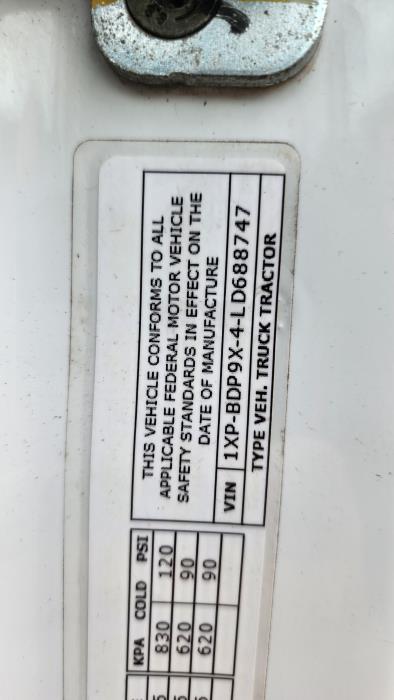 THIS VEHICLE CONFORMS TO ALL
APPLICABLE FEDERAL MOTOR VEHICLE
SAFETY STANDARDS IN EFFECT ON THE
DATE OF MANUFACTURE
VIN 1XP-BDP9X-4-LD688747
TYPE VEH. TRUCK TRACTOR
KPA COLD PSI
830 120
620 90
620 90